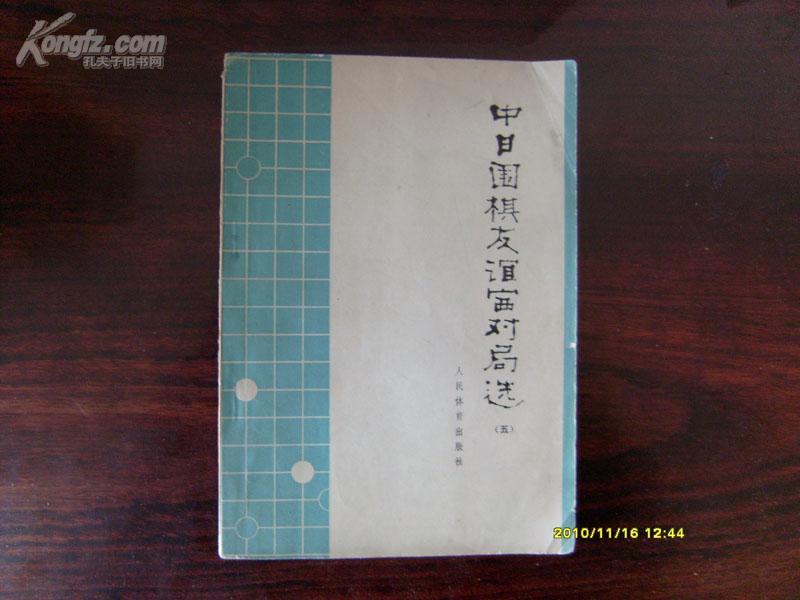 Kongfz.com
孔夫子旧书网
中日围棋友谊宙对局选
(五)
人民体育出版社
2010/11/16 12:44